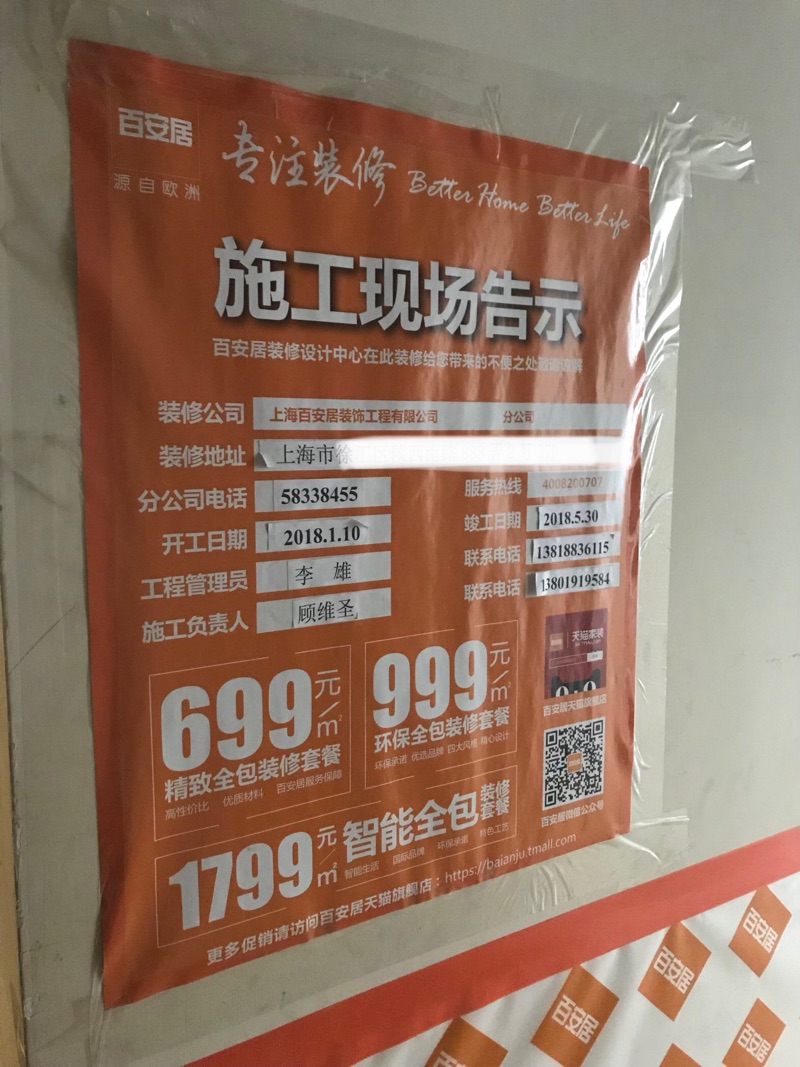 百安居
源自欧洲
专注装修 Better Home Better Life
施工现场告示
百安居装修设计中心在此装修给您带来的不便之处敬请谅解
装修公司 上海百安居装饰工程有限公司 分公司
装修地址 上海市徐
分公司电话 58338455 服务热线 4008200707
开工日期 2018.1.10 竣工日期 2018.5.30
工程管理员 李 雄 联系电话 13818836115
施工负责人 顾维圣 联系电话 13801919584
699元/㎡
精致全包装修套餐
高性价比 优质材料 百安居服务保障
999元/㎡
环保全包装修套餐
环保承诺 优选品牌 四大风格 精心设计
天猫家装
百安居天猫旗舰店
百安居微信公众号
1799元/㎡ 智能全包装修套餐
智能生活 国际品牌 环保承诺 特色工艺
更多促销请访问百安居天猫旗舰店：https://baianju.tmall.com
百安居
百安居
百安居
百安居
百安居